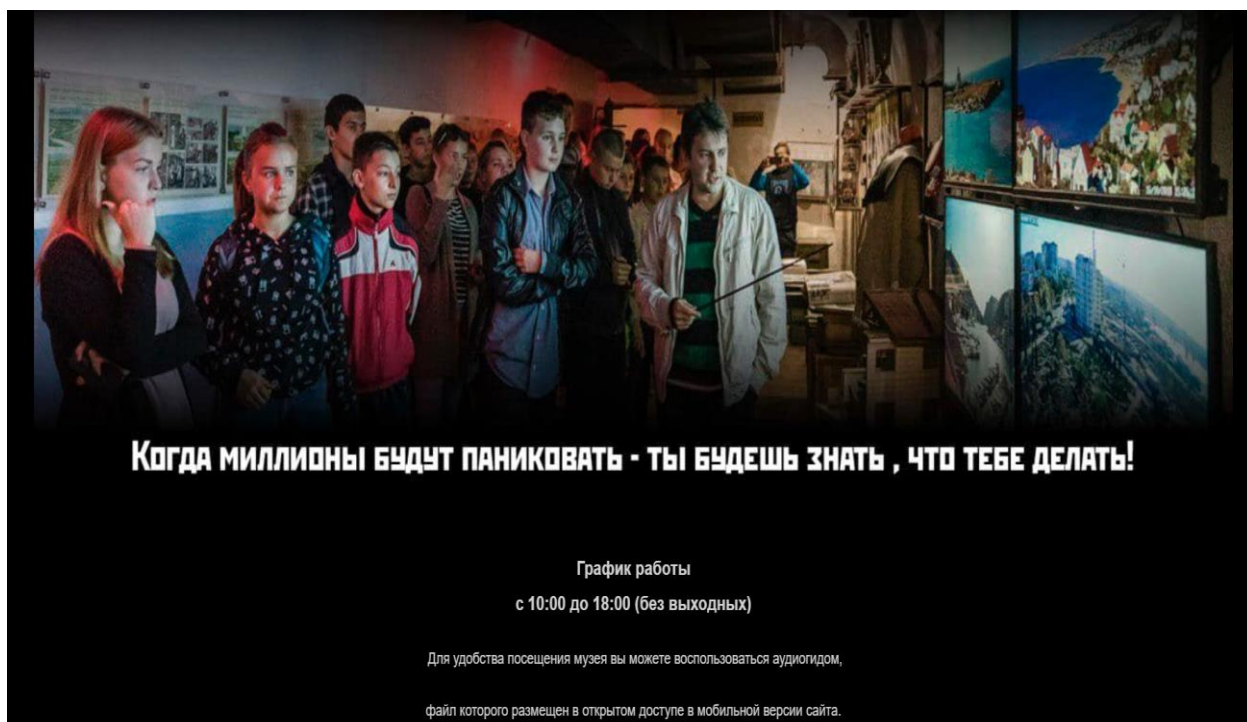 Когда миллионы будут паниковать - ты будешь знать , что тебе делать!
График работы
с 10:00 до 18:00 (без выходных)
Для удобства посещения музея вы можете воспользоваться аудиогидом,
файл которого размещен в открытом доступе в мобильной версии сайта.